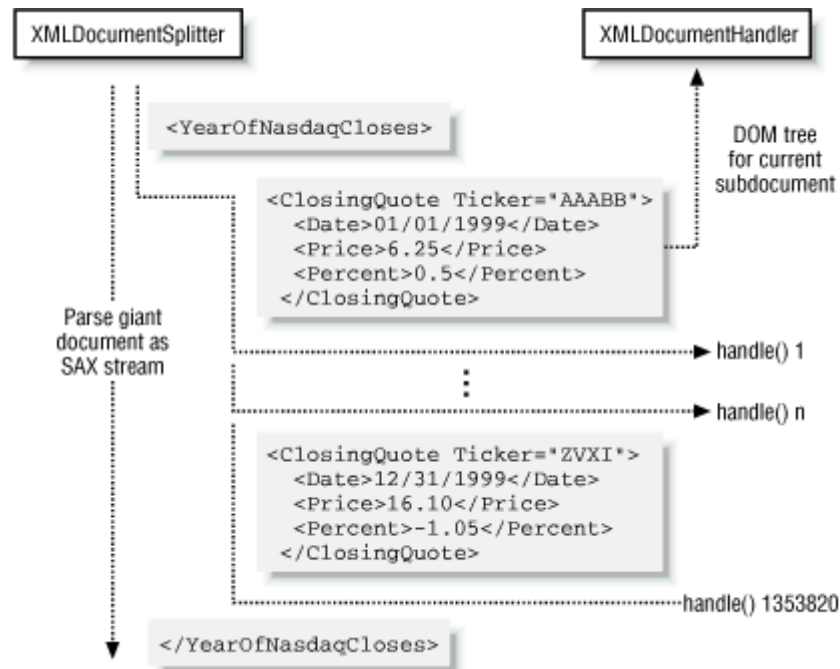 XMLDocumentSplitter
XMLDocumentHandler
<YearOfNasdaqCloses>
DOM tree
for current
subdocument
<ClosingQuote Ticker="AAABB">
<Date>01/01/1999</Date>
<Price>6.25</Price>
<Percent>0.5</Percent>
</ClosingQuote>
Parse giant
document as
SAX stream
handle() 1
handle() n
<ClosingQuote Ticker="ZVXI">
<Date>12/31/1999</Date>
<Price>16.10</Price>
<Percent>-1.05</Percent>
</ClosingQuote>
handle() 1353820
</YearOfNasdaqCloses>